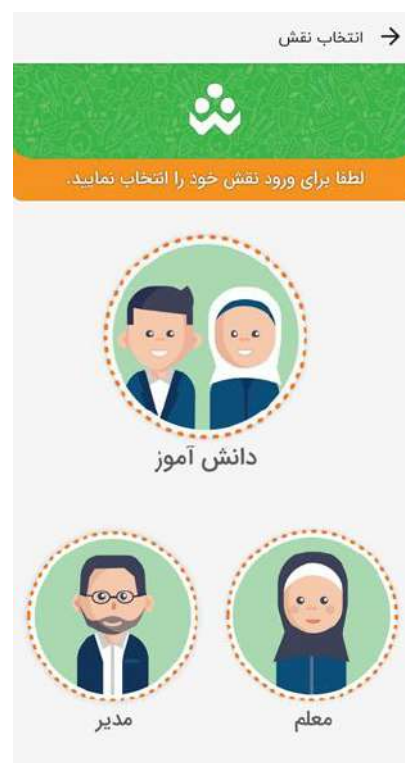 انتخاب نقش
لطفا برای ورود نقش خود را انتخاب نمایید.
دانش آموز
معلم
مدیر